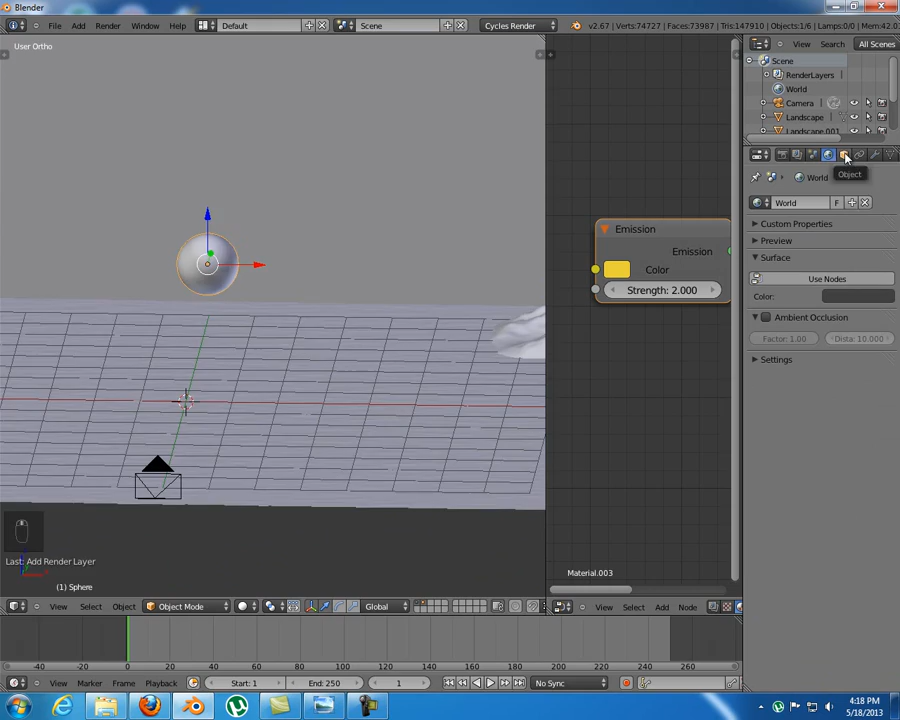 Blender
File Add Render Window Help Default Scene Cycles Render v2.67 | Verts:74727 | Faces:73987 | Tris:147910 | Objects:1/6 | Lamps:0/0 | Mem:42.0
User Ortho
View Search All Scenes
Scene
RenderLayers
World
Camera
Landscape
Landscape.001
Object
World
World F
Custom Properties
Preview
Surface
Use Nodes
Color:
Ambient Occlusion
Factor: 1.00 Dista: 10.000
Settings
Emission
Emission
Color
Strength: 2.000
Material.003
Last: Add Render Layer
(1) Sphere
View Select Object Object Mode Global
View Select Add Node
-40 -20 0 20 40 60 80 100 120 140 160 180 200 220 240 260
View Marker Frame Playback Start: 1 End: 250 1 No Sync
4:18 PM
5/18/2013